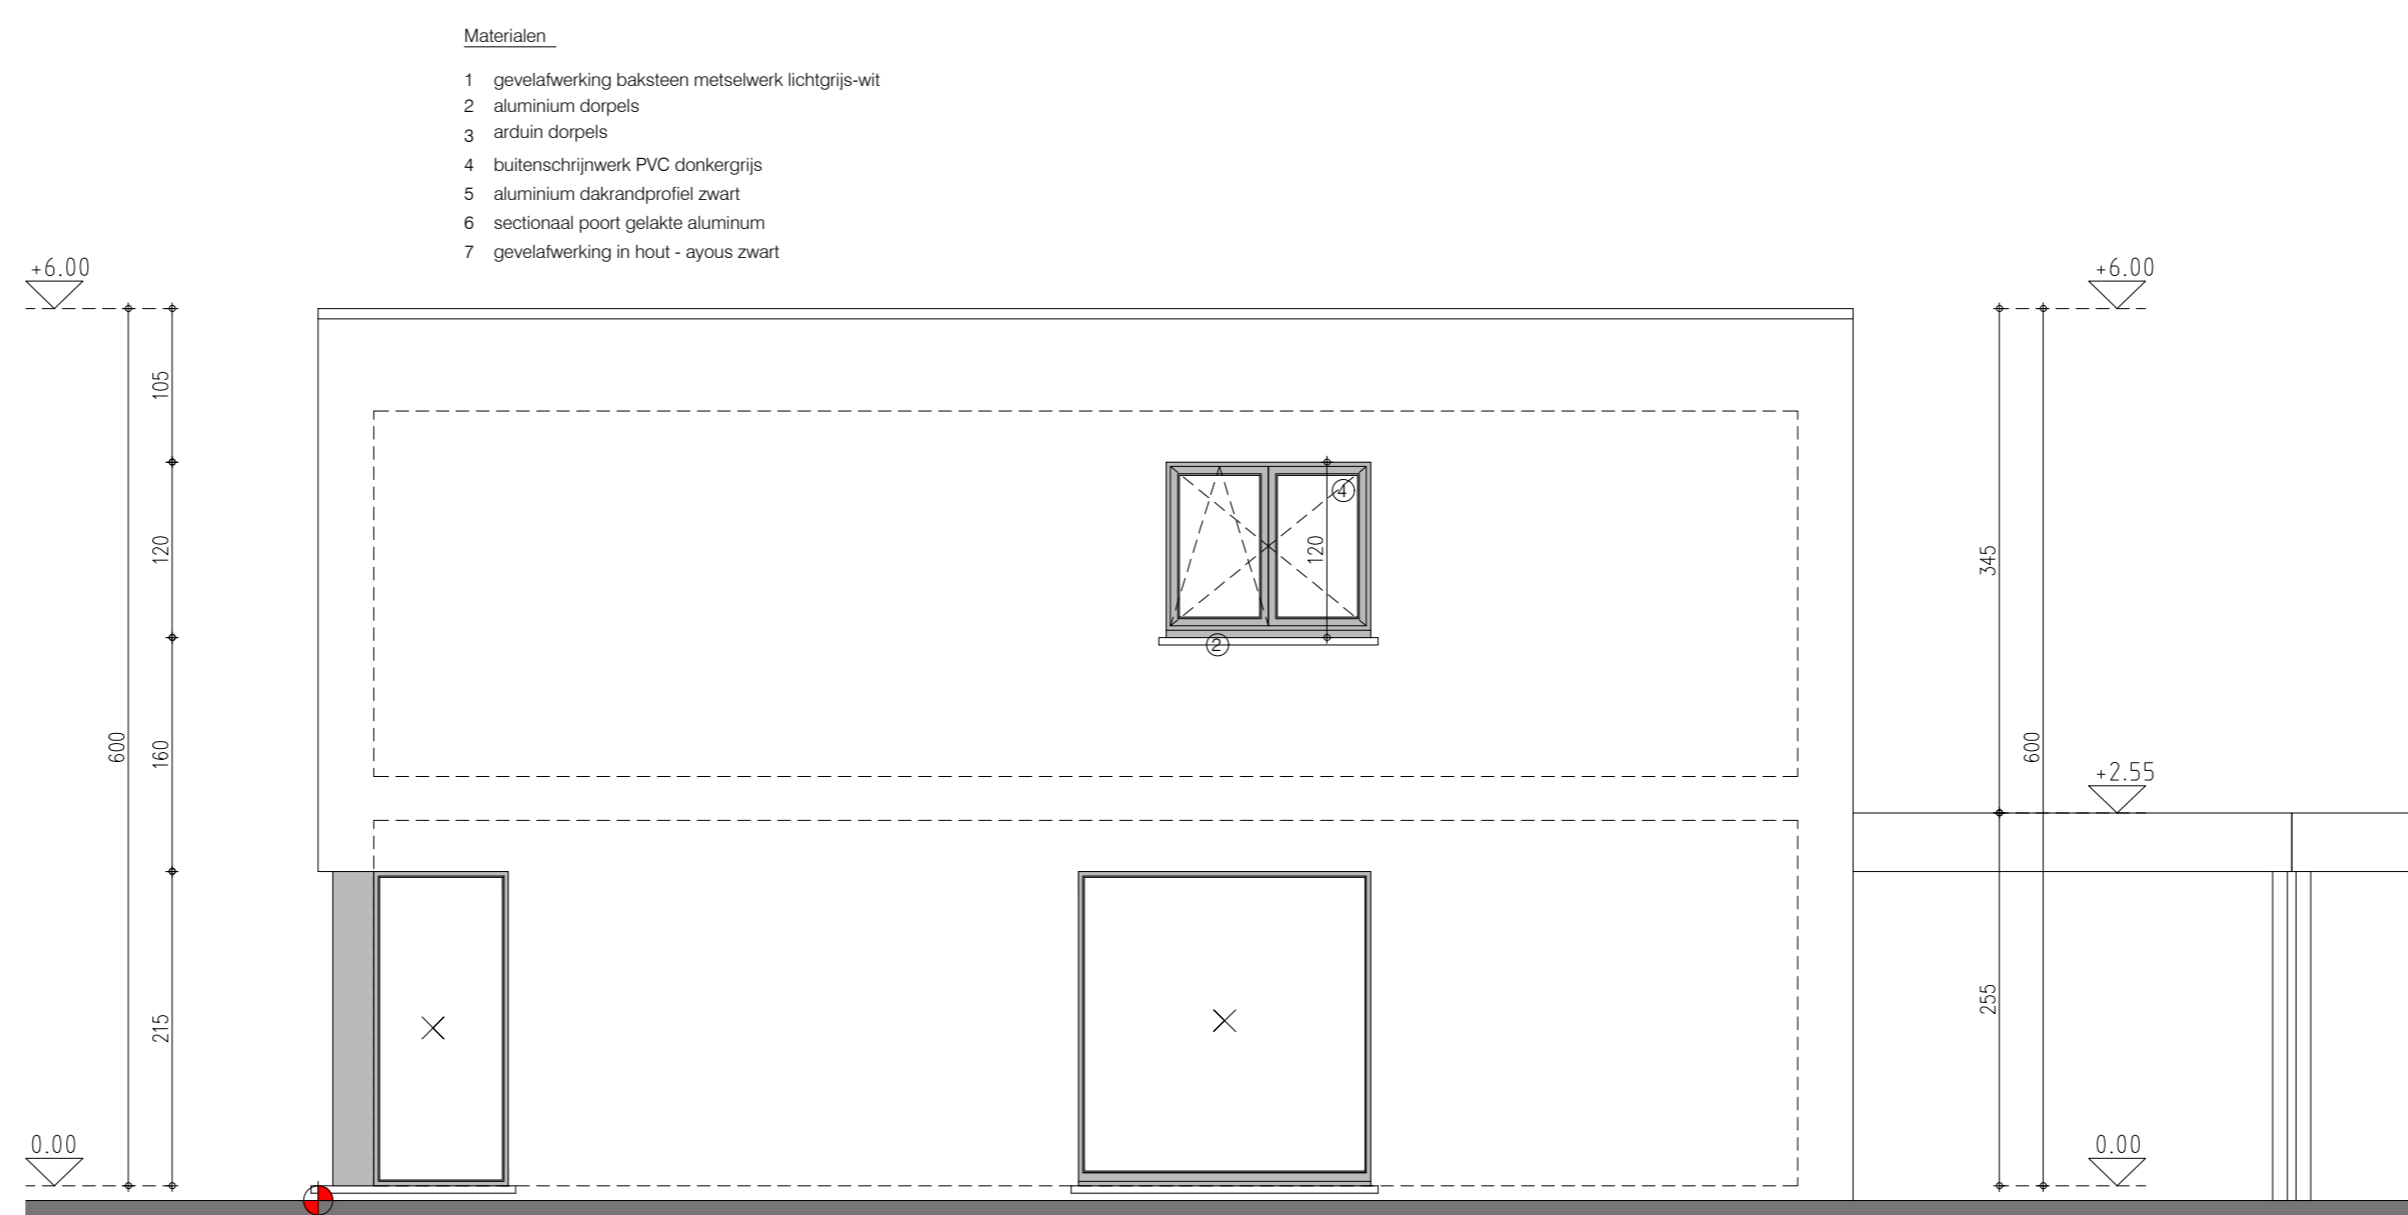 Materialen
1 gevelafwerking baksteen metselwerk lichtgrijs-wit
2 aluminium dorpels
3 arduin dorpels
4 buitenschrijnwerk PVC donkergrijs
5 aluminium dakrandprofiel zwart
6 sectionaal poort gelakte aluminum
7 gevelafwerking in hout - ayous zwart
+6.00
+6.00
105
4
120
120
345
2
600
160
600
+2.55
215
255
0.00
0.00